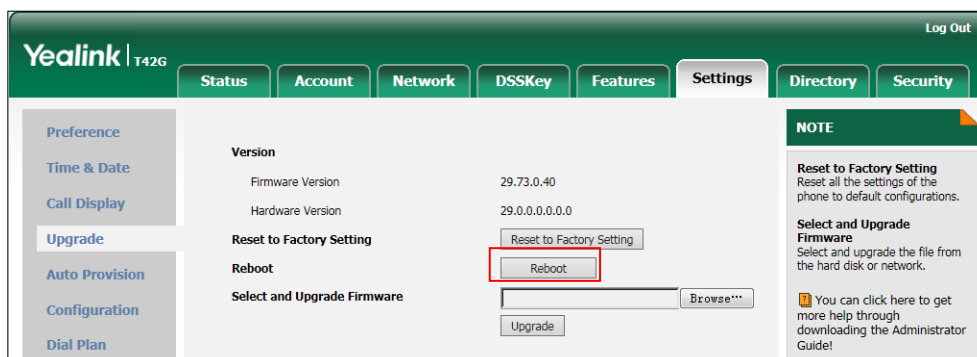 Log Out
Yealink T42G
Status Account Network DSSKey Features Settings Directory Security
Preference
Time & Date
Call Display
Upgrade
Auto Provision
Configuration
Dial Plan
Version
Firmware Version 29.73.0.40
Hardware Version 29.0.0.0.0.0.0
Reset to Factory Setting Reset to Factory Setting
Reboot Reboot
Select and Upgrade Firmware Browse...
Upgrade
NOTE
Reset to Factory Setting
Reset all the settings of the
phone to default configurations.
Select and Upgrade
Firmware
Select and upgrade the file from
the hard disk or network.
You can click here to get
more help through
downloading the Administrator
Guide!